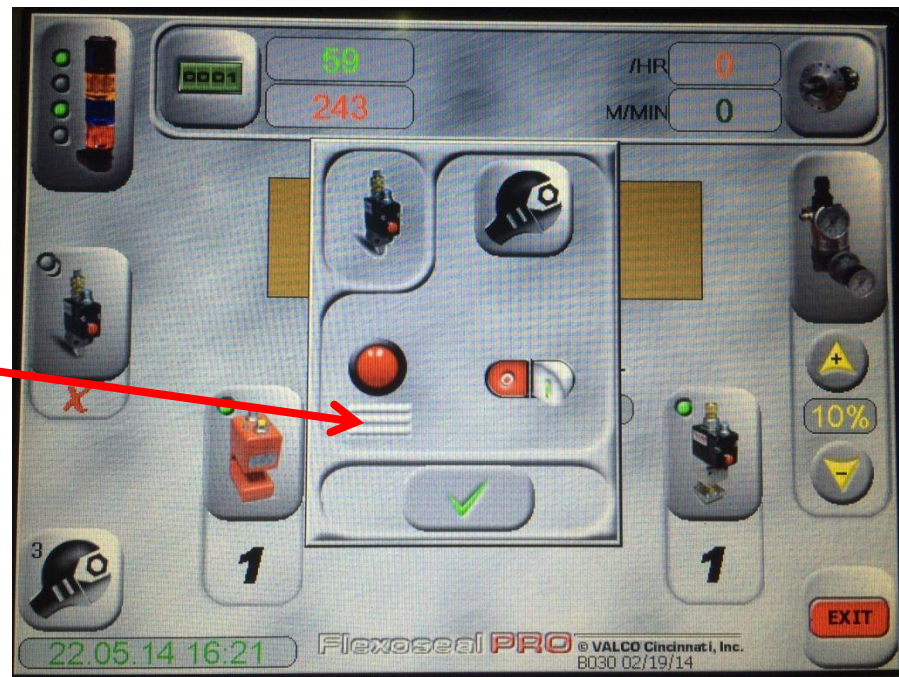 0001
59
243
/HR
0
M/MIN
0
X
10%
1
1
3
EXIT
22.05.14 16:21
Flexoseal PRO
© VALCO Cincinnati, Inc.
B030 02/19/14